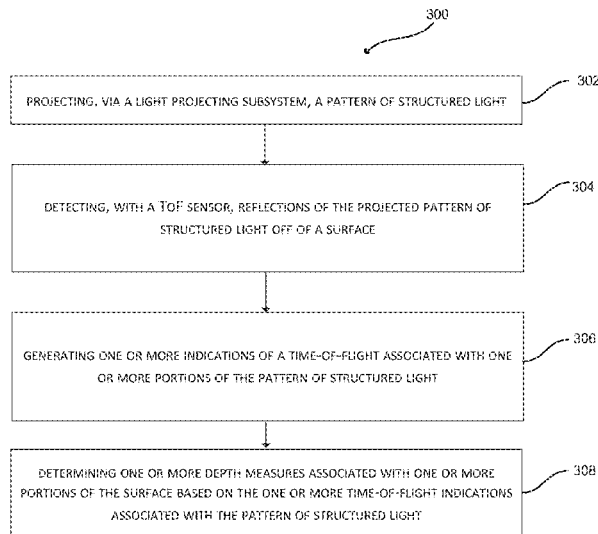 300
PROJECTING, VIA A LIGHT PROJECTING SUBSYSTEM, A PATTERN OF STRUCTURED LIGHT
302
DETECTING, WITH A TOF SENSOR, REFLECTIONS OF THE PROJECTED PATTERN OF
STRUCTURED LIGHT OFF OF A SURFACE
304
GENERATING ONE OR MORE INDICATIONS OF A TIME-OF-FLIGHT ASSOCIATED WITH ONE
OR MORE PORTIONS OF THE PATTERN OF STRUCTURED LIGHT
306
DETERMINING ONE OR MORE DEPTH MEASURES ASSOCIATED WITH ONE OR MORE
PORTIONS OF THE SURFACE BASED ON THE ONE OR MORE TIME-OF-FLIGHT INDICATIONS
ASSOCIATED WITH THE PATTERN OF STRUCTURED LIGHT
308